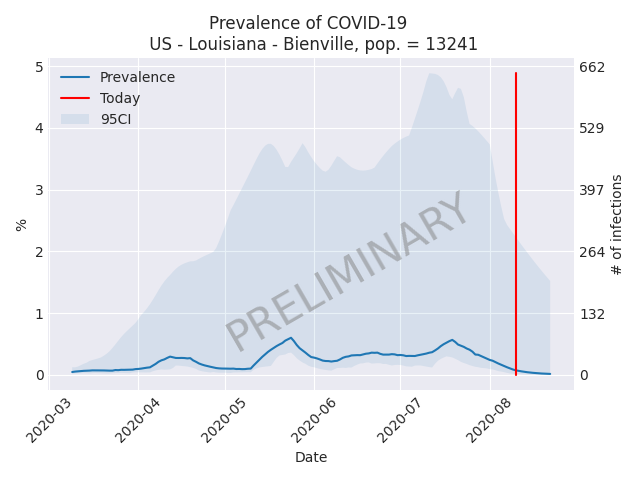 Prevalence of COVID-19
US - Louisiana - Bienville, pop. = 13241
Prevalence
Today
95CI
PRELIMINARY
%
5
4
3
2
1
0
662
529
397
264
132
0
# of infections
2020-03
2020-04
2020-05
2020-06
2020-07
2020-08
Date